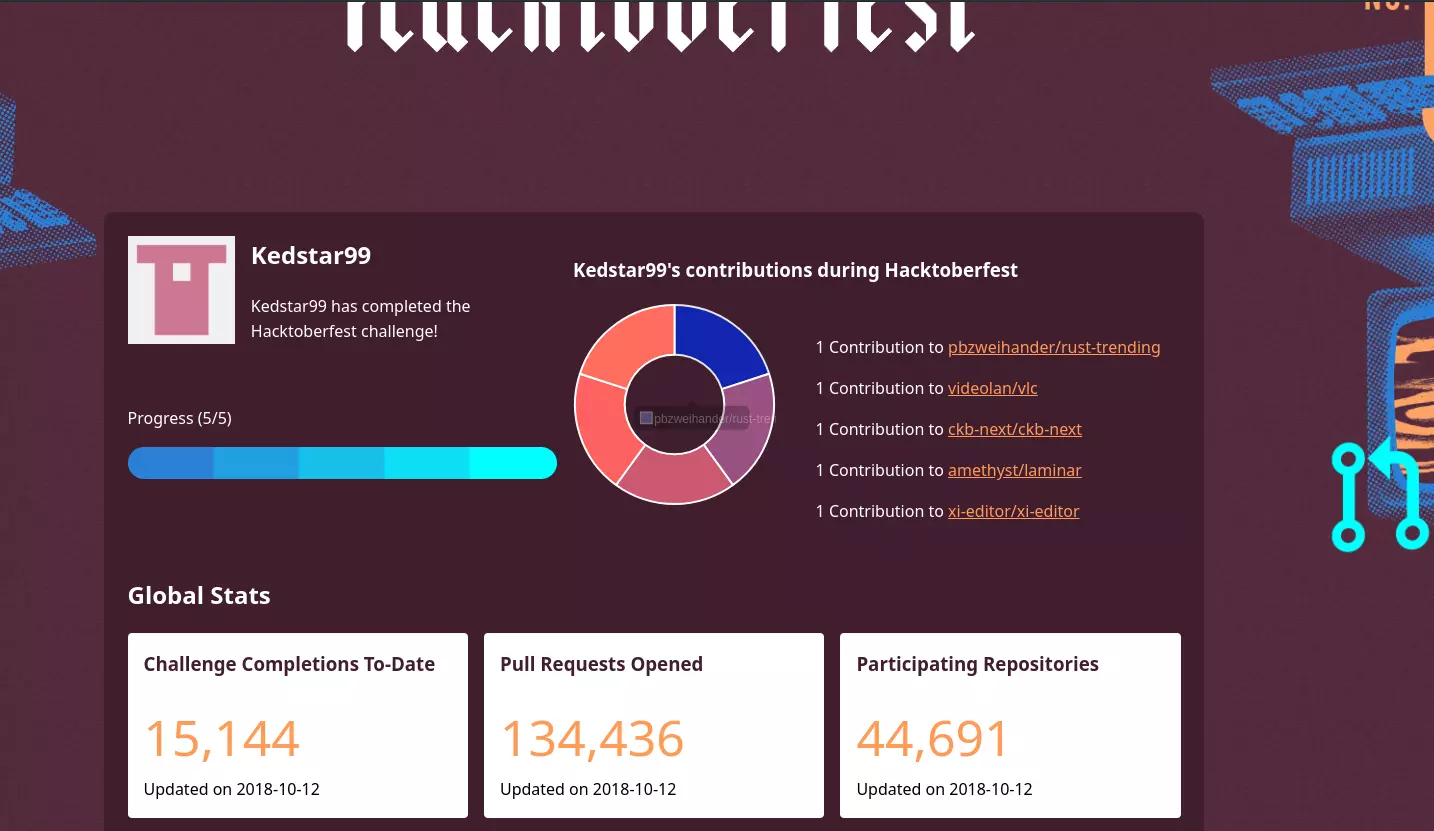 Hacktoberfest
NO.
Kedstar99
Kedstar99 has completed the
Hacktoberfest challenge!
Progress (5/5)
Kedstar99's contributions during Hacktoberfest
pbzweihander/rust-tren
1 Contribution to pbzweihander/rust-trending
1 Contribution to videolan/vlc
1 Contribution to ckb-next/ckb-next
1 Contribution to amethyst/laminar
1 Contribution to xi-editor/xi-editor
Global Stats
Challenge Completions To-Date
15,144
Updated on 2018-10-12
Pull Requests Opened
134,436
Updated on 2018-10-12
Participating Repositories
44,691
Updated on 2018-10-12